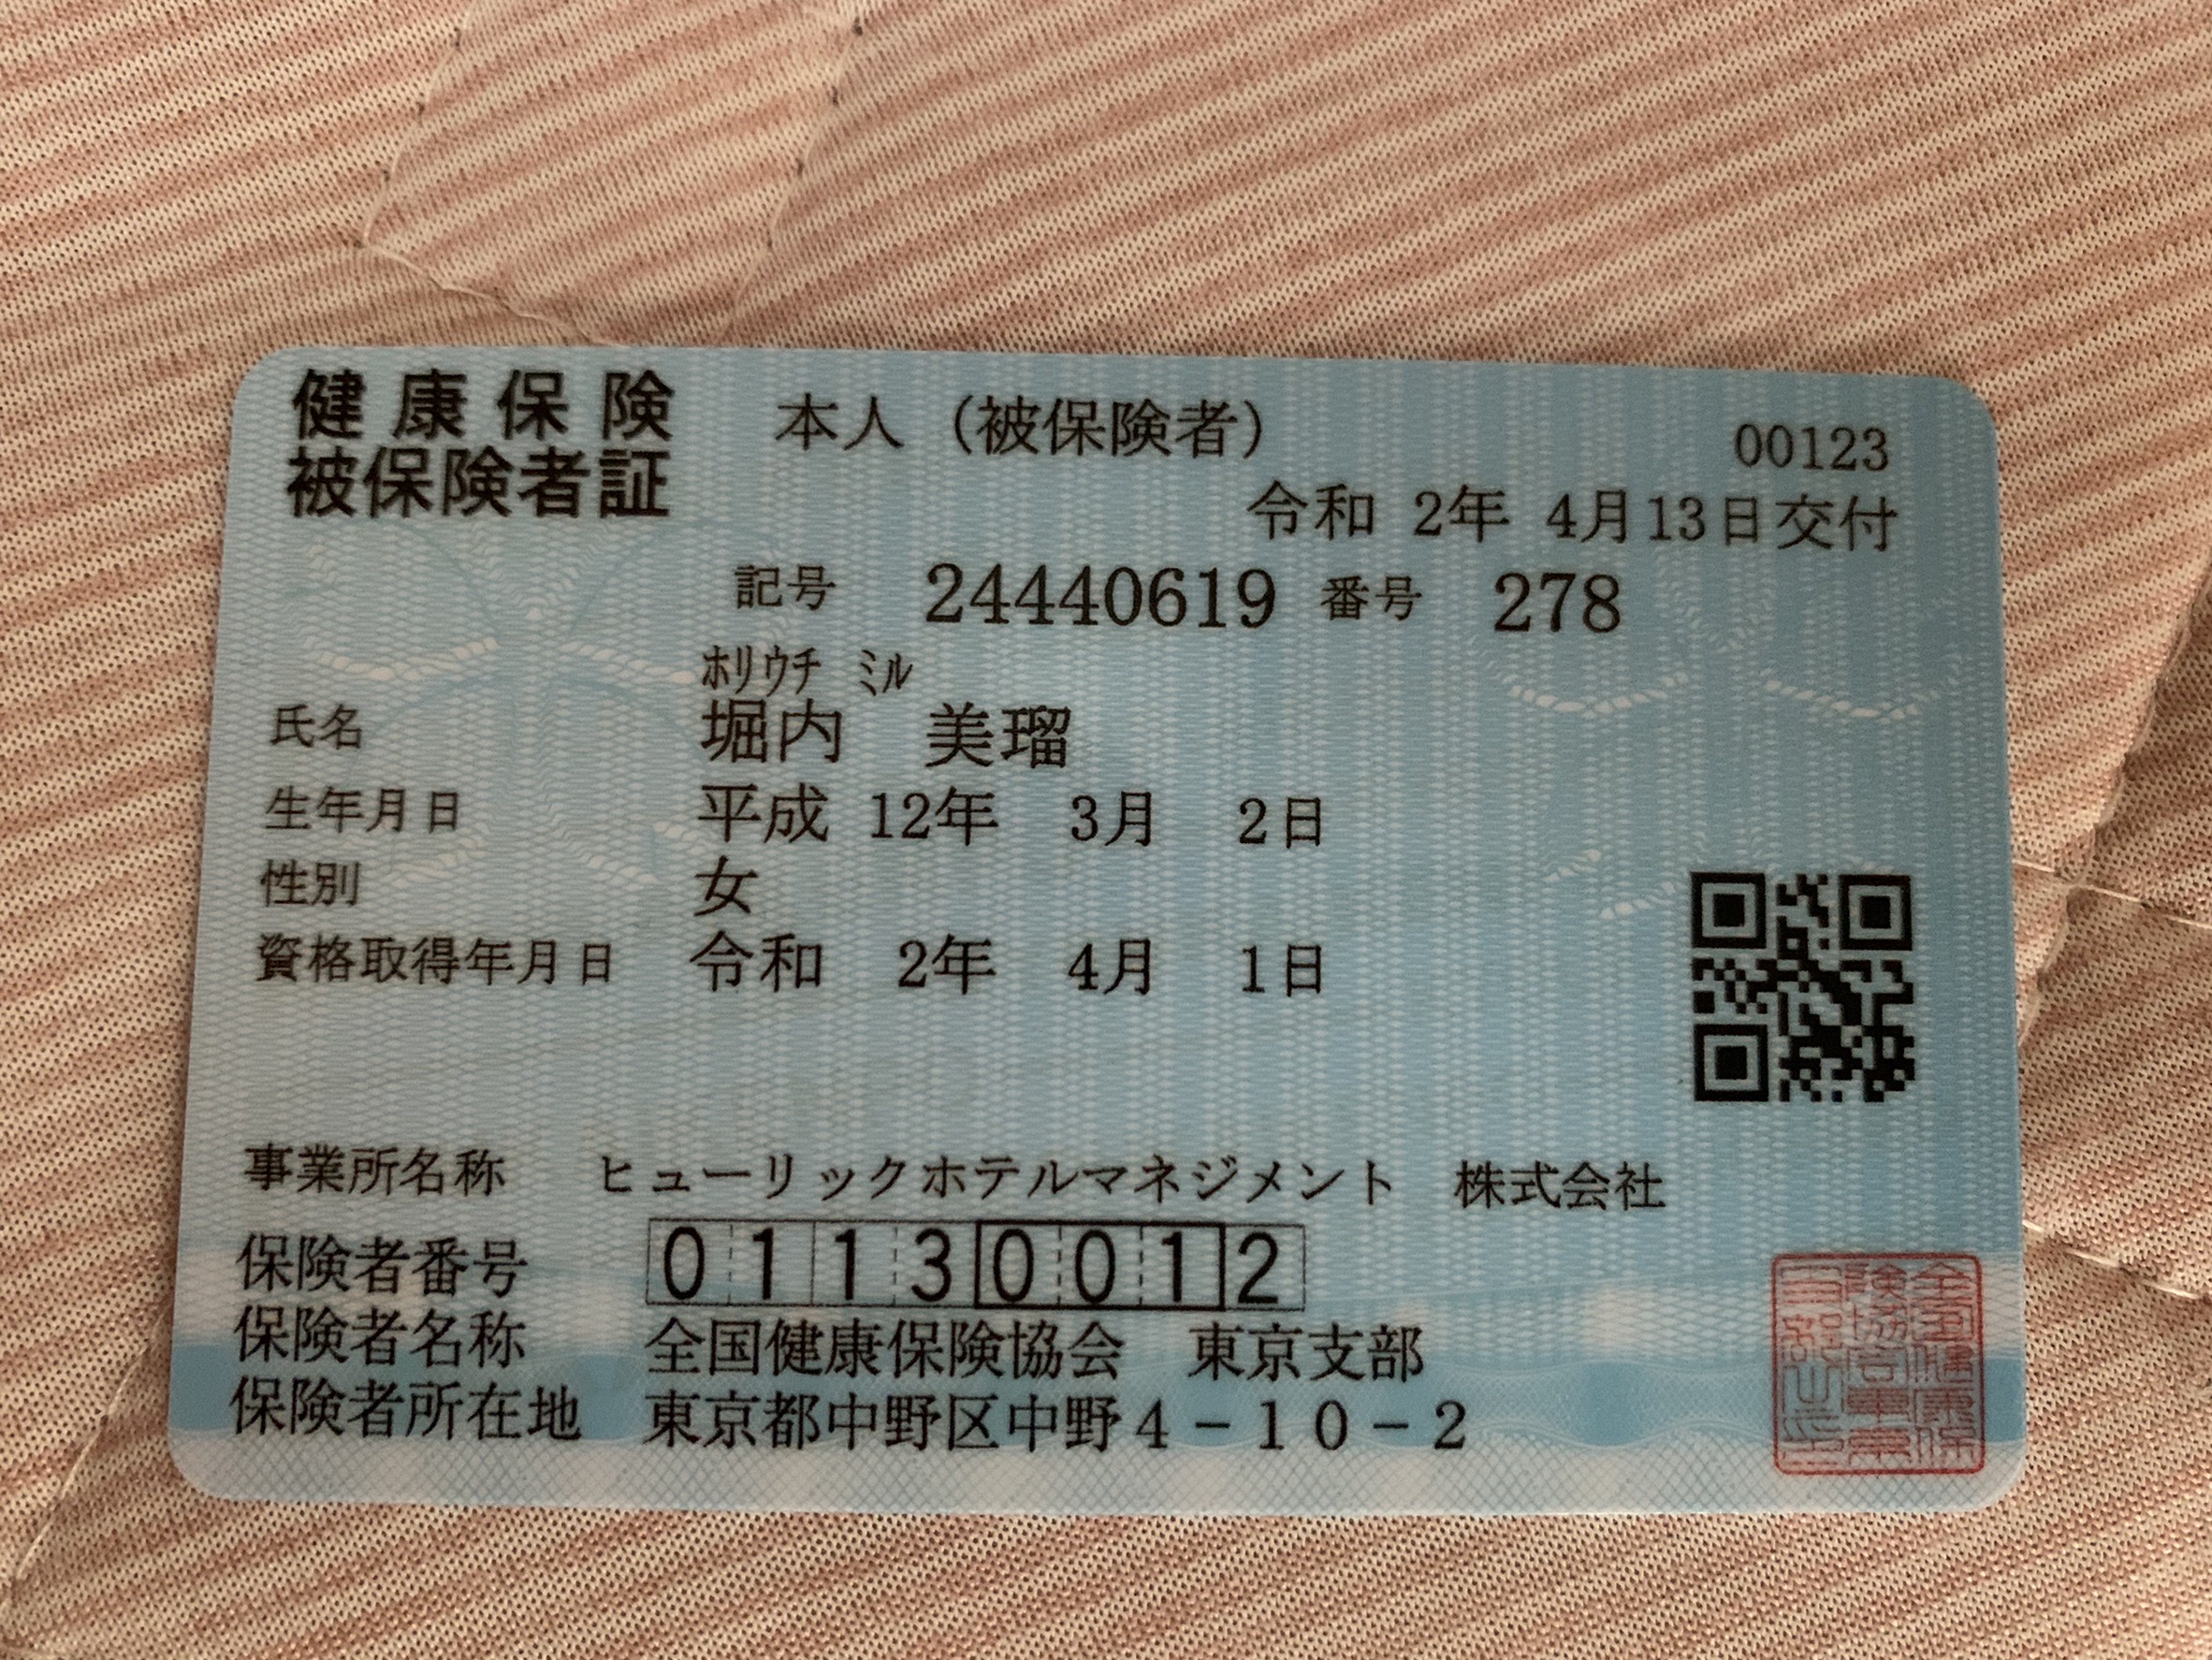 健康保険 本人（被保険者） 00123
被保険者証
令和 2年 4月13日交付
記号 24440619 番号 278
ﾎﾘｳﾁ ﾐﾙ
氏名 堀内 美瑠
生年月日 平成 12年 3月 2日
性別 女
資格取得年月日 令和 2年 4月 1日
事業所名称 ヒューリックホテルマネジメント 株式会社
保険者番号 01130012
保険者名称 全国健康保険協会 東京支部
保険者所在地 東京都中野区中野４－１０－２